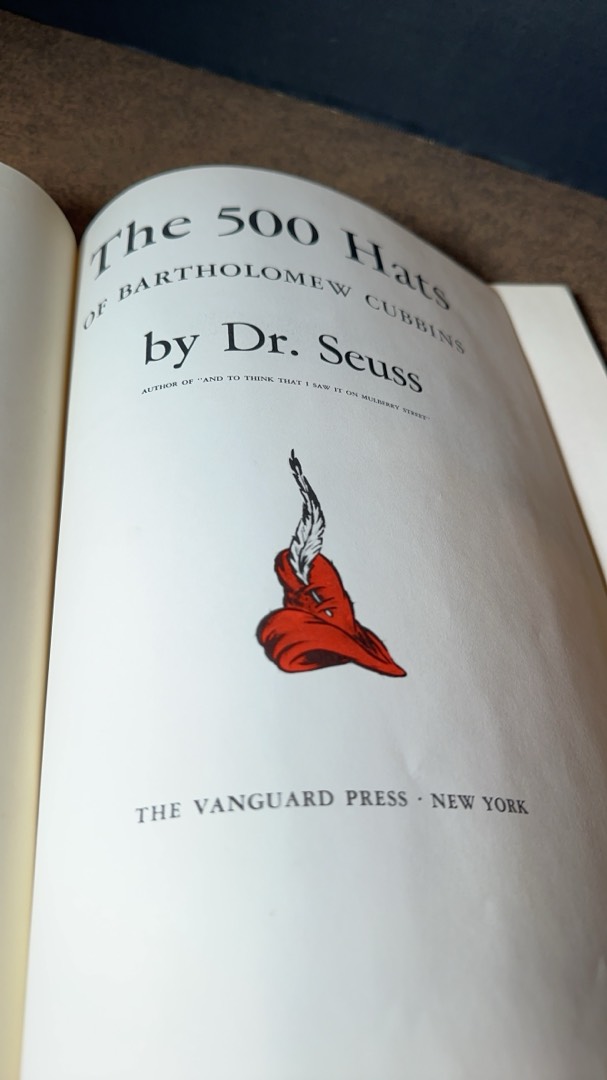 The 500 Hats
OF BARTHOLOMEW CUBBINS
by Dr. Seuss
AUTHOR OF "AND TO THINK THAT I SAW IT ON MULBERRY STREET"
THE VANGUARD PRESS · NEW YORK